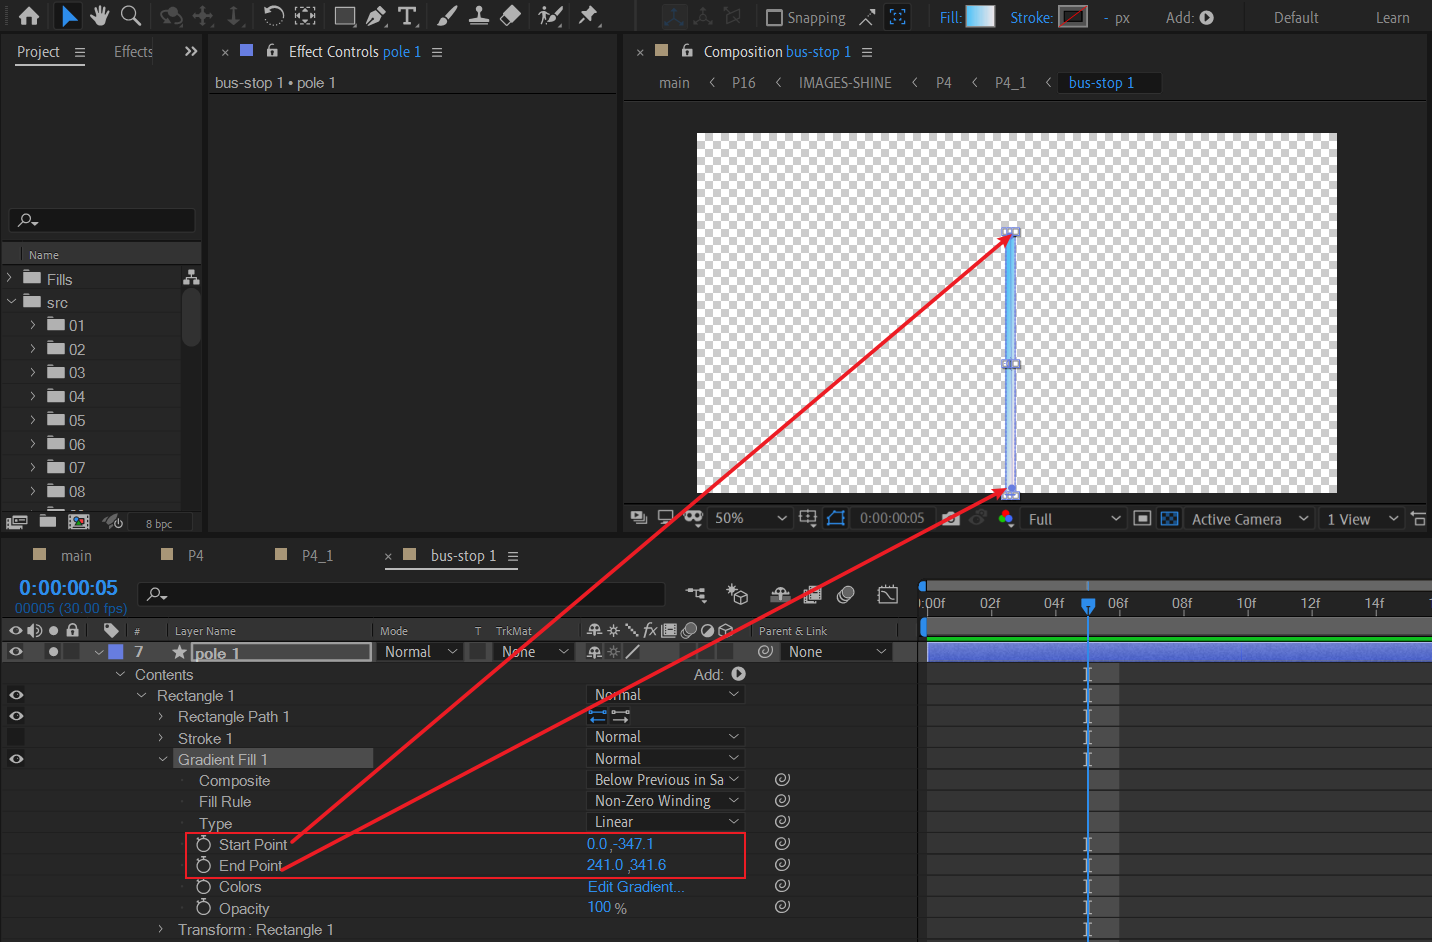 Snapping
Fill:
Stroke:
- px
Add:
Default
Learn
Project
Effects
Effect Controls pole 1
Composition bus-stop 1
bus-stop 1 • pole 1
main < P16 < IMAGES-SHINE < P4 < P4_1 < bus-stop 1
Name
Fills
src
01
02
03
04
05
06
07
08
8 bpc
50%
0:00:00:05
Full
Active Camera
1 View
main
P4
P4_1
bus-stop 1
0:00:00:05
00005 (30.00 fps)
:00f 02f 04f 06f 08f 10f 12f 14f
# Layer Name Mode T TrkMat Parent & Link
7 pole 1 Normal None None
Contents Add:
Rectangle 1 Normal
Rectangle Path 1
Stroke 1 Normal
Gradient Fill 1 Normal
Composite Below Previous in Sa
Fill Rule Non-Zero Winding
Type Linear
Start Point 0.0,-347.1
End Point 241.0,341.6
Colors Edit Gradient...
Opacity 100 %
Transform : Rectangle 1